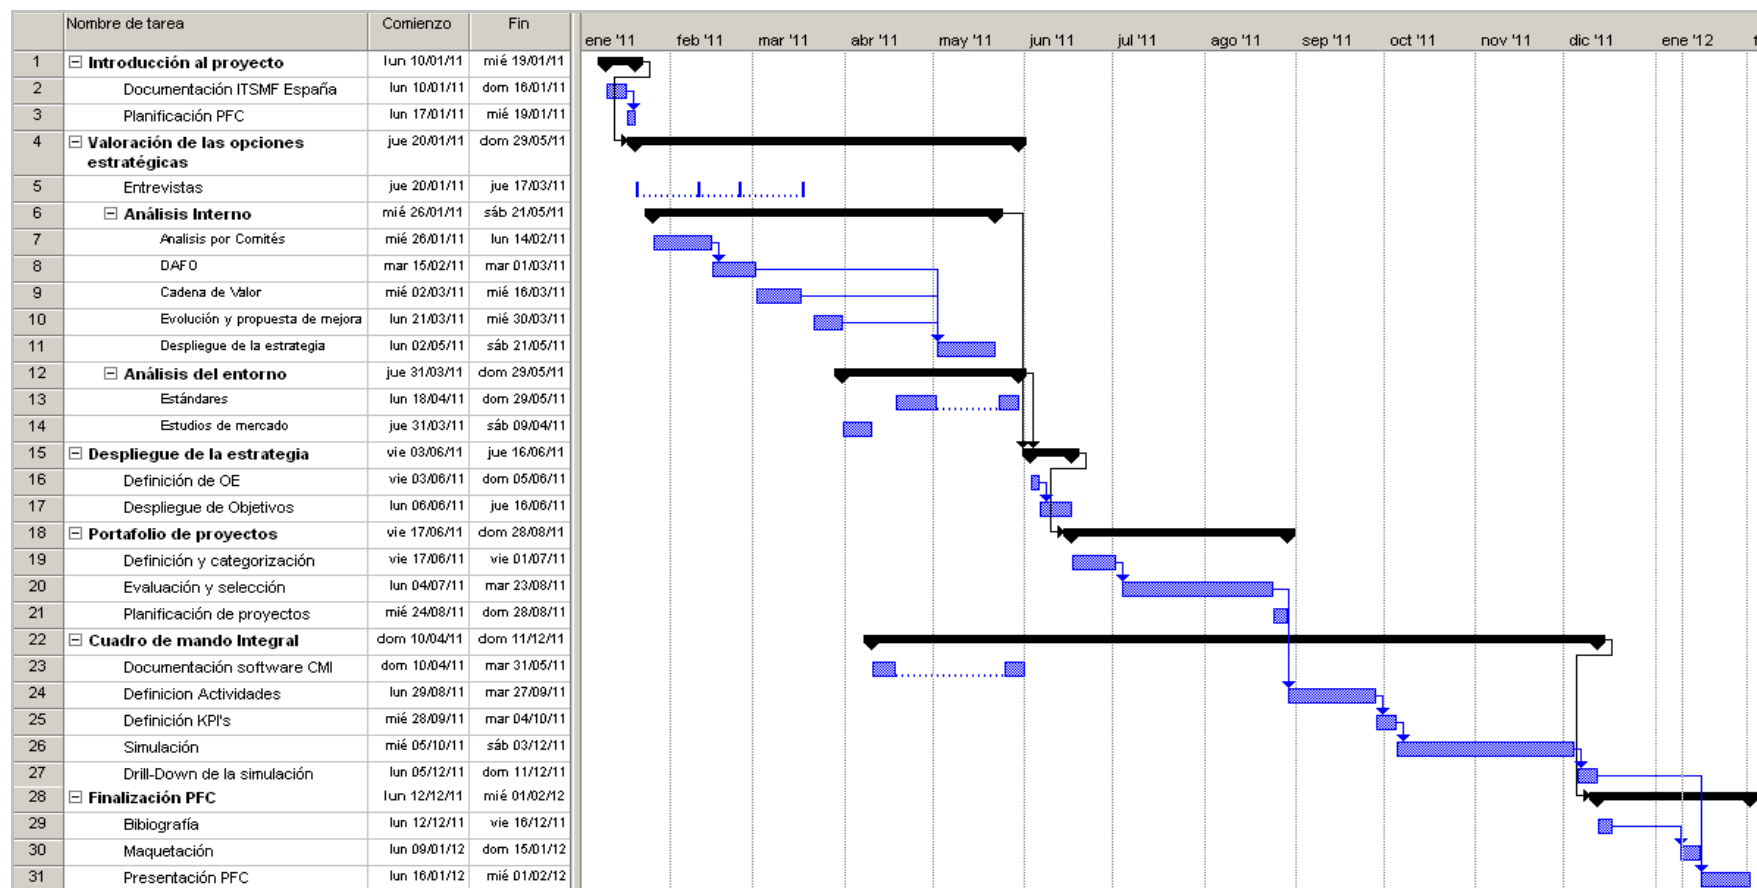 Nombre de tarea Comienzo Fin
ene '11 feb '11 mar '11 abr '11 may '11 jun '11 jul '11 ago '11 sep '11 oct '11 nov '11 dic '11 ene '12
1 Introducción al proyecto lun 10/01/11 mié 19/01/11
2 Documentación ITSMF España lun 10/01/11 dom 16/01/11
3 Planificación PFC lun 17/01/11 mié 19/01/11
4 Valoración de las opciones jue 20/01/11 dom 29/05/11
estratégicas
5 Entrevistas jue 20/01/11 jue 17/03/11
6 Análisis Interno mié 26/01/11 sáb 21/05/11
7 Analisis por Comités mié 26/01/11 lun 14/02/11
8 DAFO mar 15/02/11 mar 01/03/11
9 Cadena de Valor mié 02/03/11 mié 16/03/11
10 Evolución y propuesta de mejora lun 21/03/11 mié 30/03/11
11 Despliegue de la estrategia lun 02/05/11 sáb 21/05/11
12 Análisis del entorno jue 31/03/11 dom 29/05/11
13 Estándares lun 18/04/11 dom 29/05/11
14 Estudios de mercado jue 31/03/11 sáb 09/04/11
15 Despliegue de la estrategia vie 03/06/11 jue 16/06/11
16 Definición de OE vie 03/06/11 dom 05/06/11
17 Despliegue de Objetivos lun 06/06/11 jue 16/06/11
18 Portafolio de proyectos vie 17/06/11 dom 28/08/11
19 Definición y categorización vie 17/06/11 vie 01/07/11
20 Evaluación y selección lun 04/07/11 mar 23/08/11
21 Planificación de proyectos mié 24/08/11 dom 28/08/11
22 Cuadro de mando Integral dom 10/04/11 dom 11/12/11
23 Documentación software CMI dom 10/04/11 mar 31/05/11
24 Definicion Actividades lun 29/08/11 mar 27/09/11
25 Definición KPI's mié 28/09/11 mar 04/10/11
26 Simulación mié 05/10/11 sáb 03/12/11
27 Drill-Down de la simulación lun 05/12/11 dom 11/12/11
28 Finalización PFC lun 12/12/11 mié 01/02/12
29 Bibiografía lun 12/12/11 vie 16/12/11
30 Maquetación lun 09/01/12 dom 15/01/12
31 Presentación PFC lun 16/01/12 mié 01/02/12